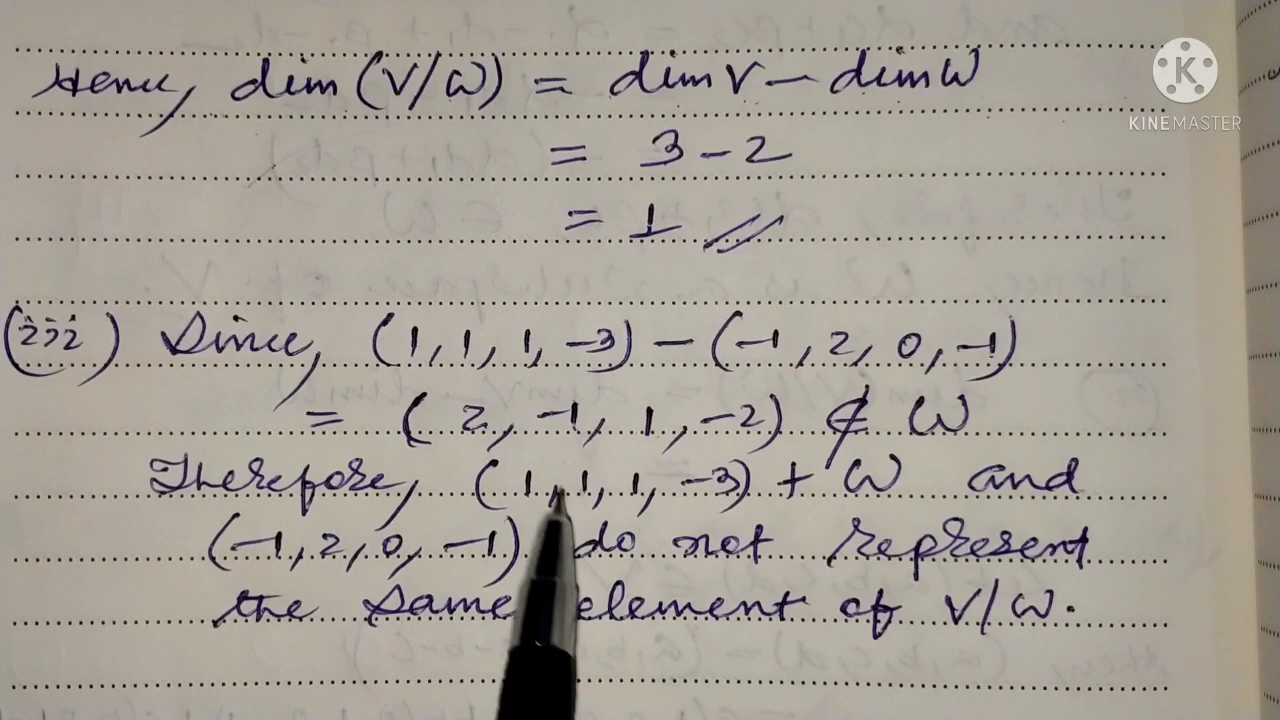 Hence, dim (V/W) = dim V - dim W
= 3 - 2
= 1 //
(iii) Since, (1, 1, 1, -3) - (-1, 2, 0, -1)
= (2, -1, 1, -2) ∉ W
Therefore, (1, 1, 1, -3) + W and
(-1, 2, 0, -1) do not represent
the same element of V/W.
K
KINEMASTER